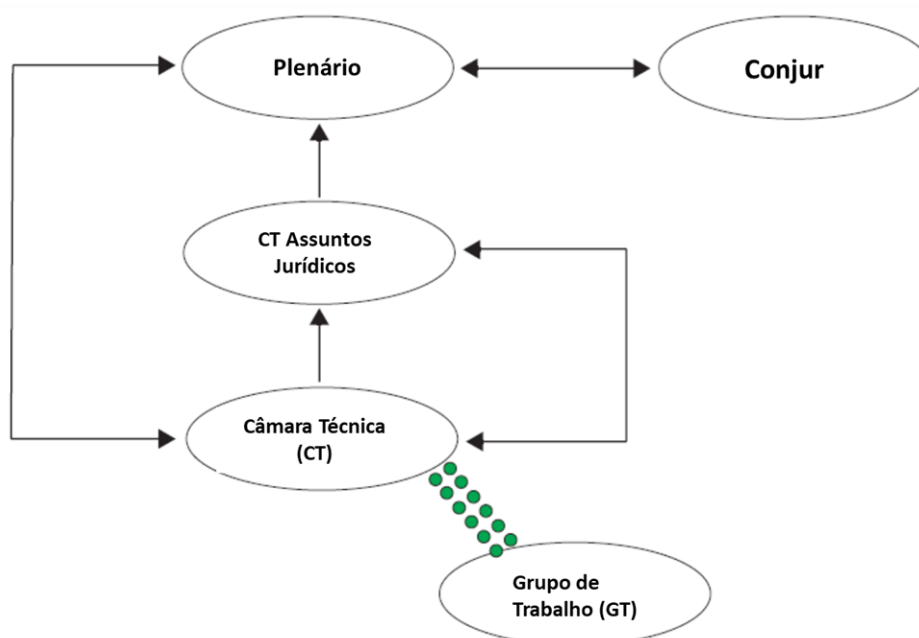 Plenário
Conjur
CT Assuntos
Jurídicos
Câmara Técnica
(CT)
Grupo de
Trabalho (GT)